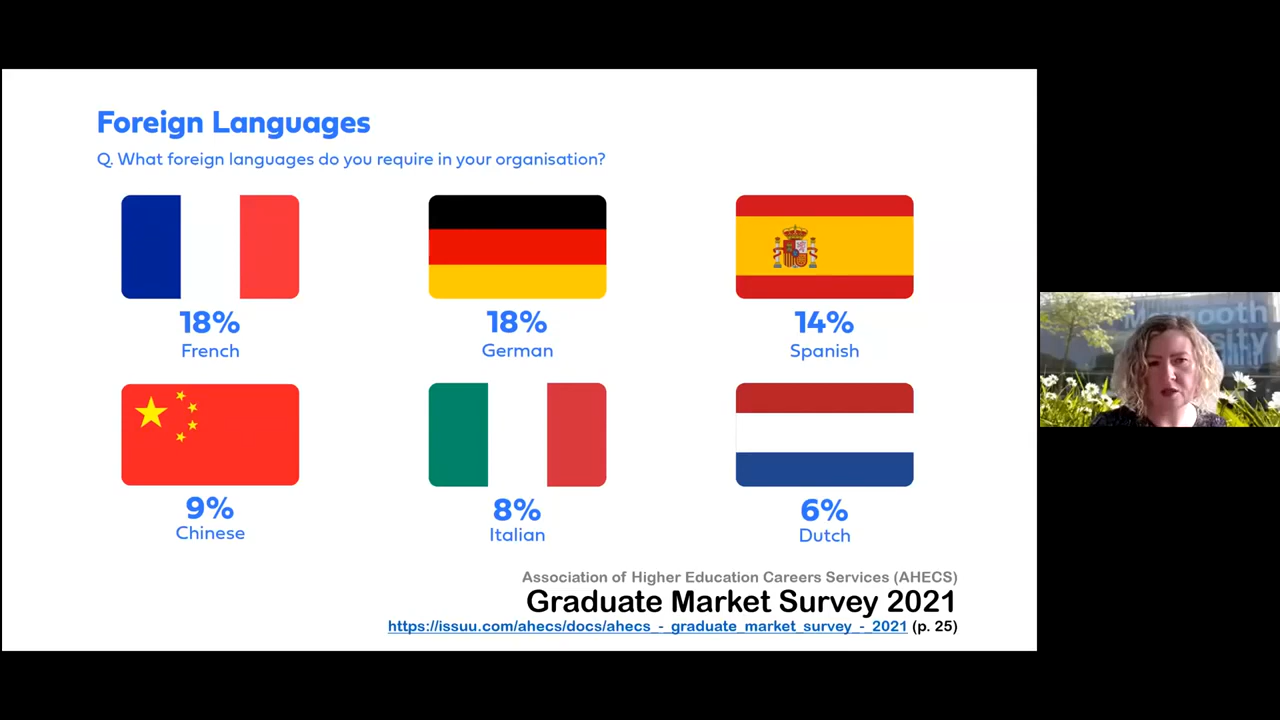 Foreign Languages
Q. What foreign languages do you require in your organisation?
18%
French
18%
German
14%
Spanish
9%
Chinese
8%
Italian
6%
Dutch
Association of Higher Education Careers Services (AHECS)
Graduate Market Survey 2021
https://issuu.com/ahecs/docs/ahecs_-_graduate_market_survey_-_2021 (p. 25)